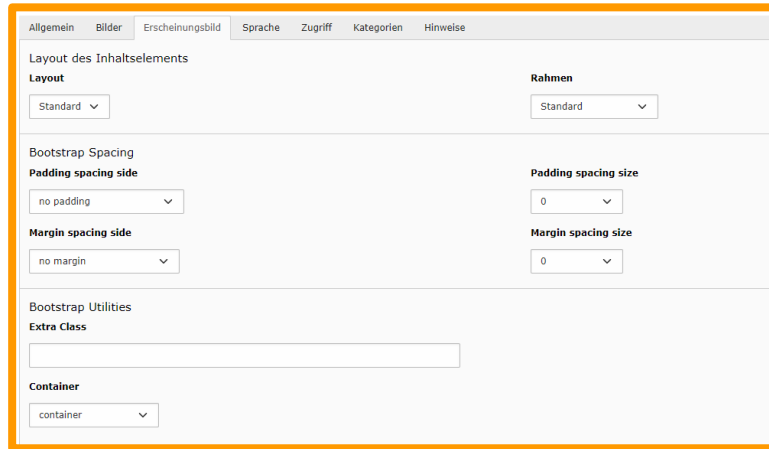 Allgemein Bilder Erscheinungsbild Sprache Zugriff Kategorien Hinweise
Layout des Inhaltselements
Layout Rahmen
Standard Standard
Bootstrap Spacing
Padding spacing side Padding spacing size
no padding 0
Margin spacing side Margin spacing size
no margin 0
Bootstrap Utilities
Extra Class
Container
container